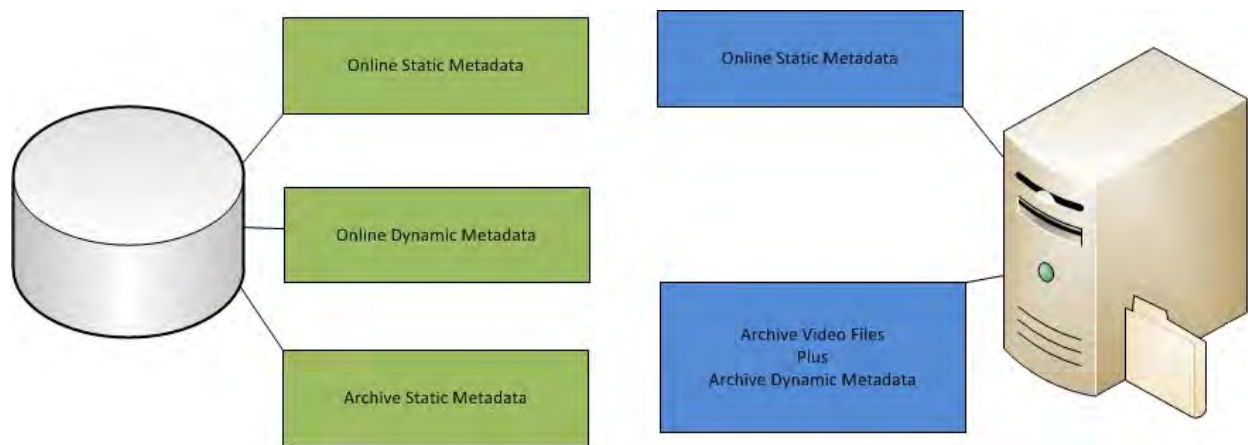 Online Static Metadata
Online Static Metadata
Online Dynamic Metadata
Archive Static Metadata
Archive Video Files
Plus
Archive Dynamic Metadata